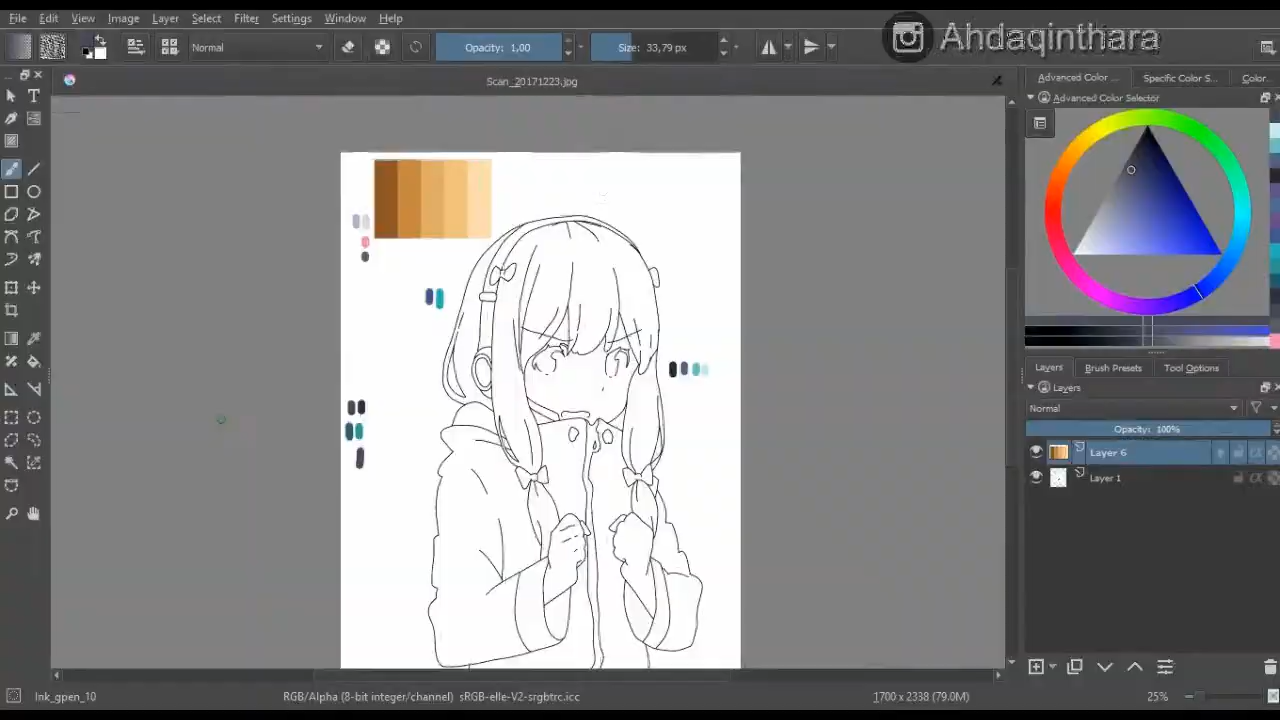 File Edit View Image Layer Select Filter Settings Window Help
Ahdaqinthara
Normal
Opacity: 1,00
Size: 33,79 px
Scan_20171223.jpg
Advanced Color ...
Specific Color S...
Color...
Advanced Color Selector
Layers
Brush Presets
Tool Options
Layers
Normal
Opacity: 100%
Layer 6
Layer 1
Ink_gpen_10
RGB/Alpha (8-bit integer/channel) sRGB-elle-V2-srgbtrc.icc
1700 x 2338 (79.0M)
25%